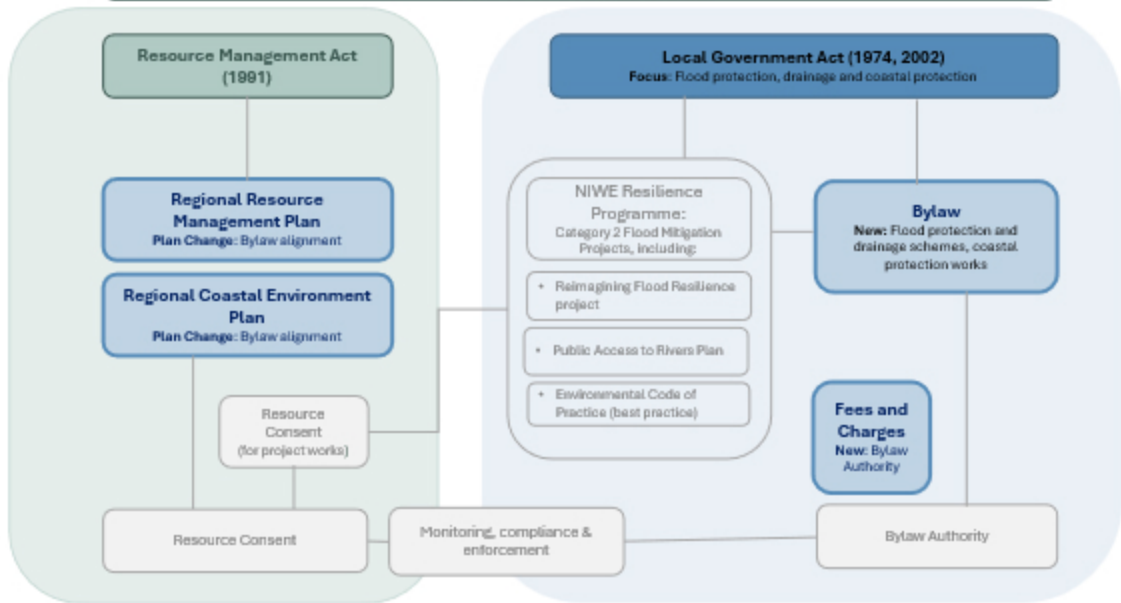 Resource Management Act
(1991)
Regional Resource
Management Plan
Plan Change: Bylaw alignment
Regional Coastal Environment
Plan
Plan Change: Bylaw alignment
Resource
Consent
(for project works)
Resource Consent
Monitoring, compliance &
enforcement
Local Government Act (1974, 2002)
Focus: Flood protection, drainage and coastal protection
NIWE Resilience
Programme:
Category 2 Flood Mitigation
Projects, including:
• Reimagining Flood Resilience
project
• Public Access to Rivers Plan
• Environmental Code of
Practice (best practice)
Bylaw
New: Flood protection and
drainage schemes, coastal
protection works
Fees and
Charges
New: Bylaw
Authority
Bylaw Authority